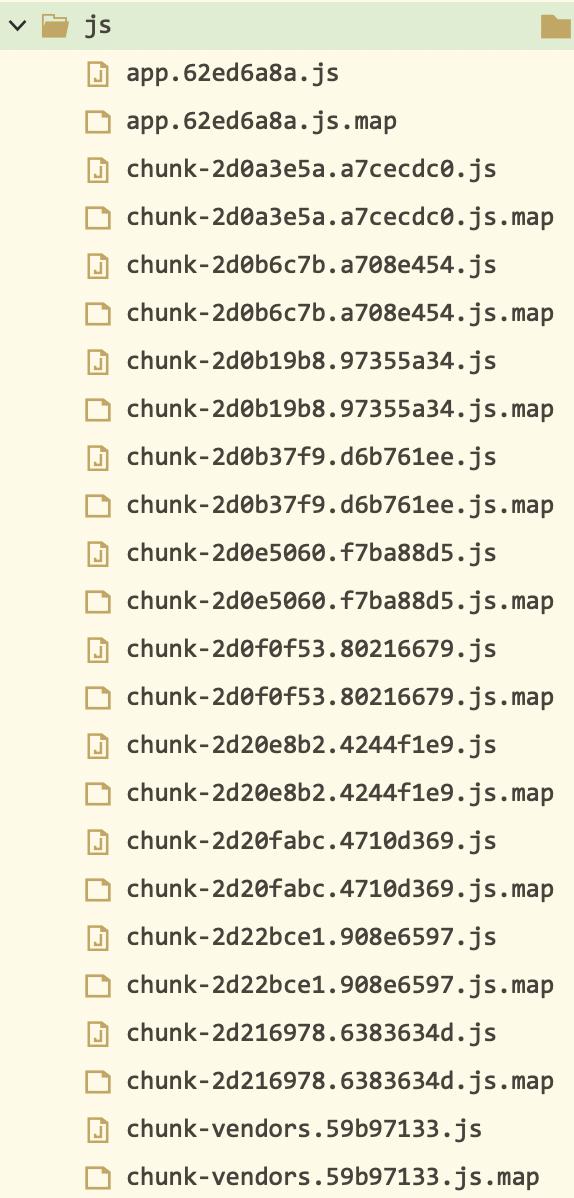 js
app.62ed6a8a.js
app.62ed6a8a.js.map
chunk-2d0a3e5a.a7cecdc0.js
chunk-2d0a3e5a.a7cecdc0.js.map
chunk-2d0b6c7b.a708e454.js
chunk-2d0b6c7b.a708e454.js.map
chunk-2d0b19b8.97355a34.js
chunk-2d0b19b8.97355a34.js.map
chunk-2d0b37f9.d6b761ee.js
chunk-2d0b37f9.d6b761ee.js.map
chunk-2d0e5060.f7ba88d5.js
chunk-2d0e5060.f7ba88d5.js.map
chunk-2d0f0f53.80216679.js
chunk-2d0f0f53.80216679.js.map
chunk-2d20e8b2.4244f1e9.js
chunk-2d20e8b2.4244f1e9.js.map
chunk-2d20fabc.4710d369.js
chunk-2d20fabc.4710d369.js.map
chunk-2d22bce1.908e6597.js
chunk-2d22bce1.908e6597.js.map
chunk-2d216978.6383634d.js
chunk-2d216978.6383634d.js.map
chunk-vendors.59b97133.js
chunk-vendors.59b97133.js.map